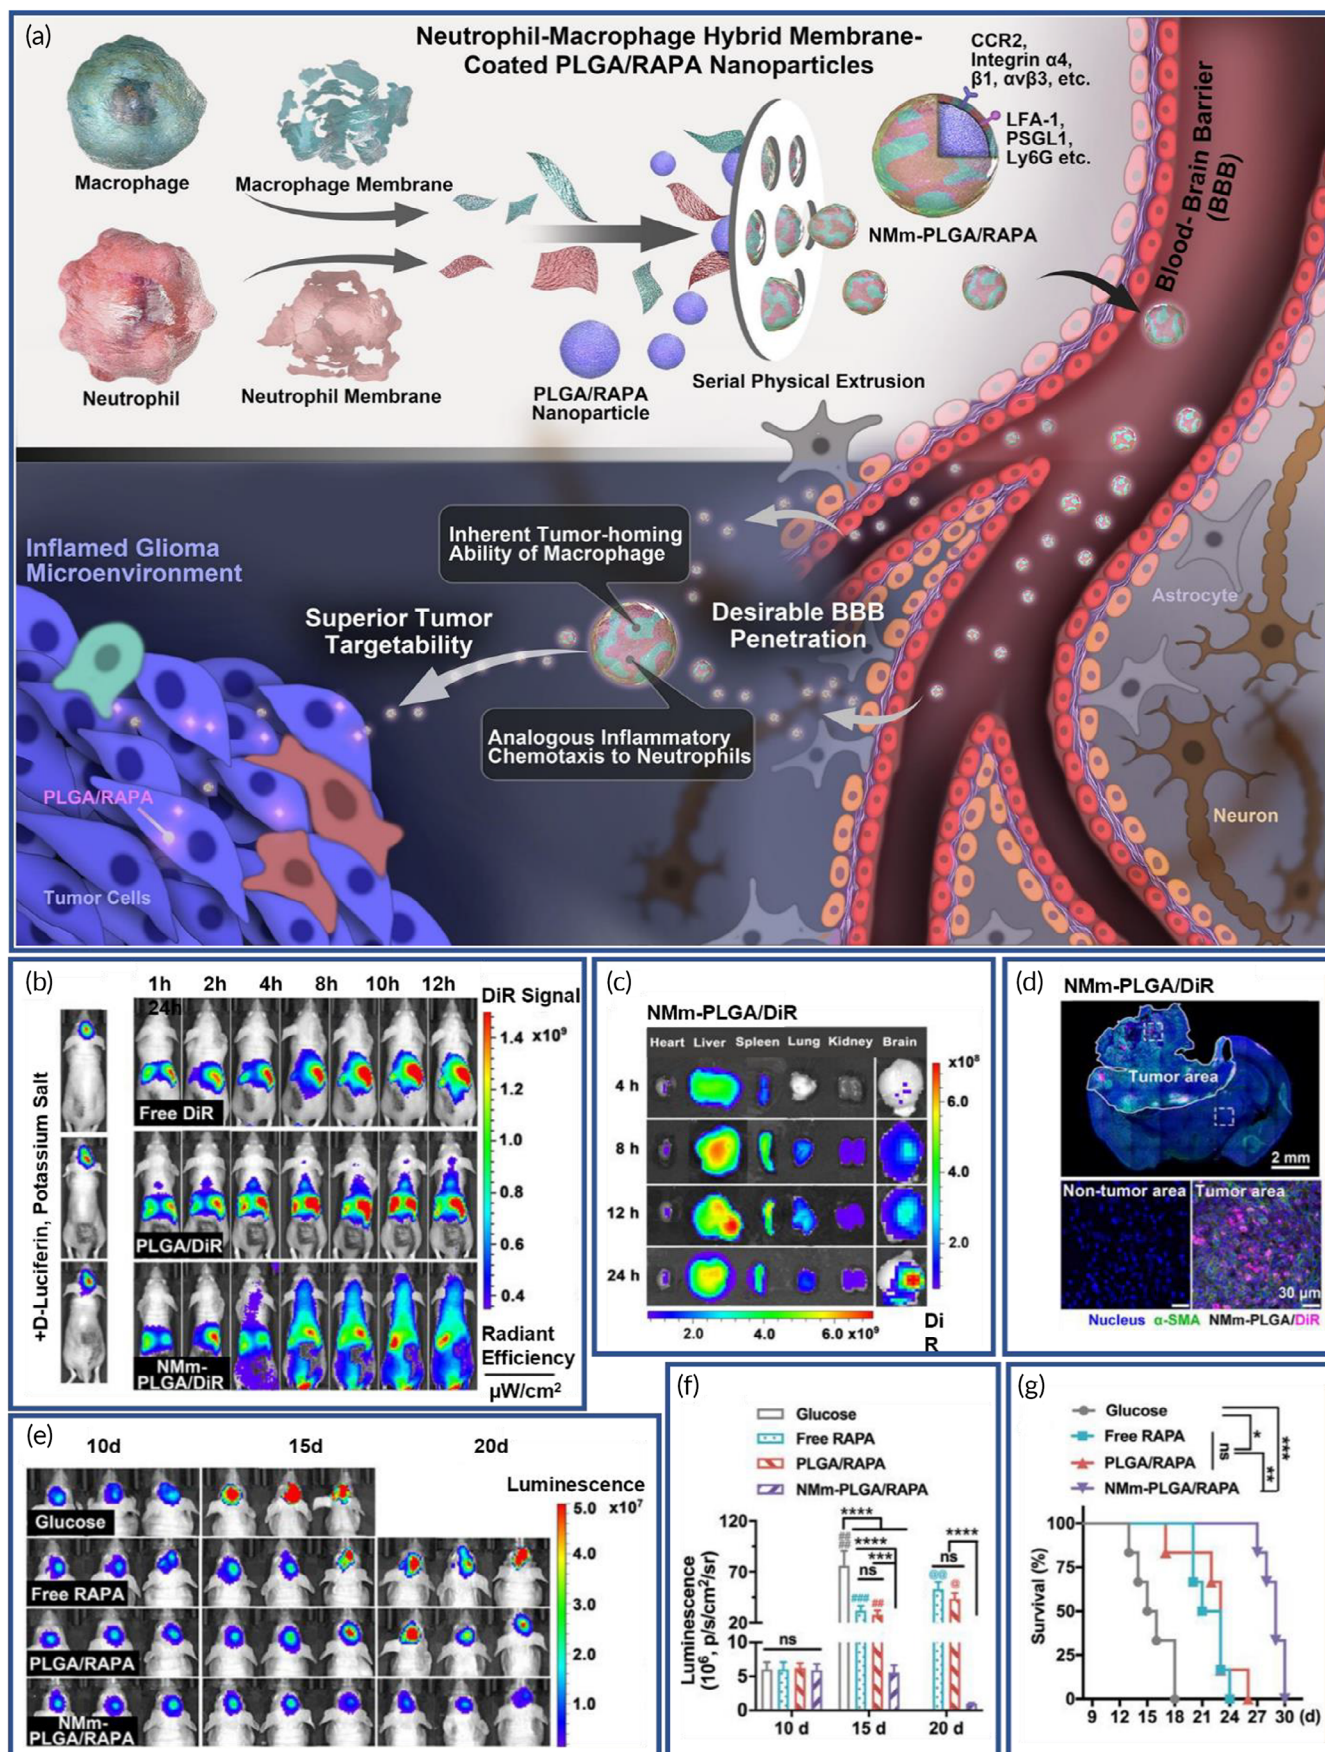 (a)
Neutrophil-Macrophage Hybrid Membrane-
Coated PLGA/RAPA Nanoparticles
CCR2,
Integrin α4,
β1, αvβ3, etc.
LFA-1,
PSGL1,
Ly6G etc.
Macrophage
Macrophage Membrane
NMm-PLGA/RAPA
Blood- Brain Barrier
(BBB)
Neutrophil
Neutrophil Membrane
PLGA/RAPA
Nanoparticle
Serial Physical Extrusion
Inherent Tumor-homing
Ability of Macrophage
Inflamed Glioma
Microenvironment
Superior Tumor
Targetability
Desirable BBB
Penetration
Astrocyte
Analogous Inflammatory
Chemotaxis to Neutrophils
PLGA/RAPA
Neuron
Tumor Cells
(b)
1h 2h 4h 8h 10h 12h
24h
DiR Signal
1.4 x10⁹
1.2
1.0
0.8
0.6
0.4
Radiant
Efficiency
μW/cm²
+D-Luciferin, Potassium Salt
Free DiR
PLGA/DiR
NMm-
PLGA/DiR
(c)
NMm-PLGA/DiR
Heart Liver Spleen Lung Kidney Brain
4 h
8 h
12 h
24 h
x10⁸
6.0
4.0
2.0
2.0 4.0 6.0 x10⁹
Di
R
(d)
NMm-PLGA/DiR
Tumor area
2 mm
Non-tumor area
Tumor area
30 μm
Nucleus α-SMA NMm-PLGA/DiR
(e)
10d 15d 20d
Luminescence
5.0 x10⁷
4.0
3.0
2.0
1.0
Glucose
Free RAPA
PLGA/RAPA
NMm-
PLGA/RAPA
(f)
Glucose
Free RAPA
PLGA/RAPA
NMm-PLGA/RAPA
Luminescence
(10⁶, p/s/cm²/sr)
120
70
20
10
5
0
ns
##
##
****
****
***
ns
###
##
****
ns
@@
@
10 d 15 d 20 d
(g)
Glucose
Free RAPA
PLGA/RAPA
NMm-PLGA/RAPA
ns
*
**
***
Survival (%)
100
75
50
25
0
9 12 15 18 21 24 27 30 (d)